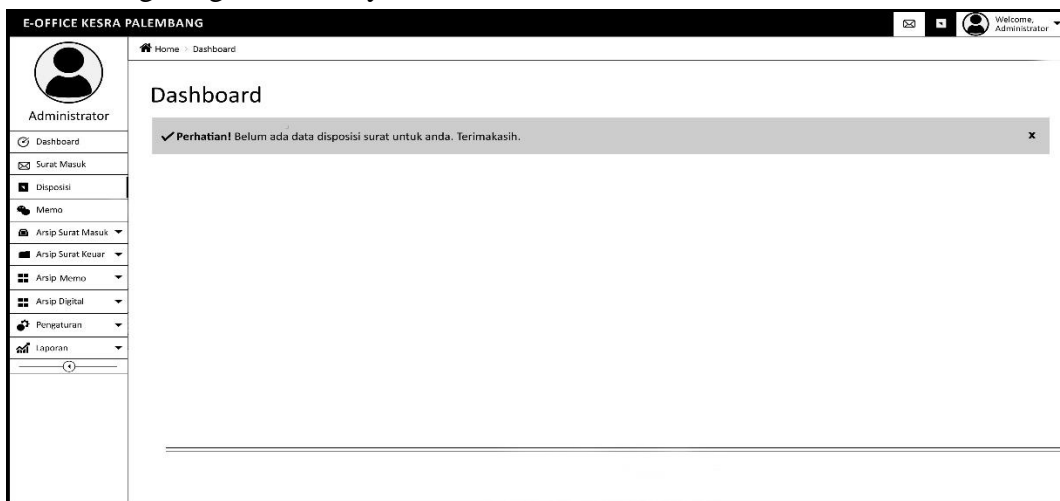 E-OFFICE KESRA PALEMBANG
Welcome,
Administrator
Home > Dashboard
Administrator
Dashboard
Perhatian! Belum ada data disposisi surat untuk anda. Terimakasih.
x
Dashboard
Surat Masuk
Disposisi
Memo
Arsip Surat Masuk
Arsip Surat Keuar
Arsip Memo
Arsip Digital
Pengaturan
Laporan